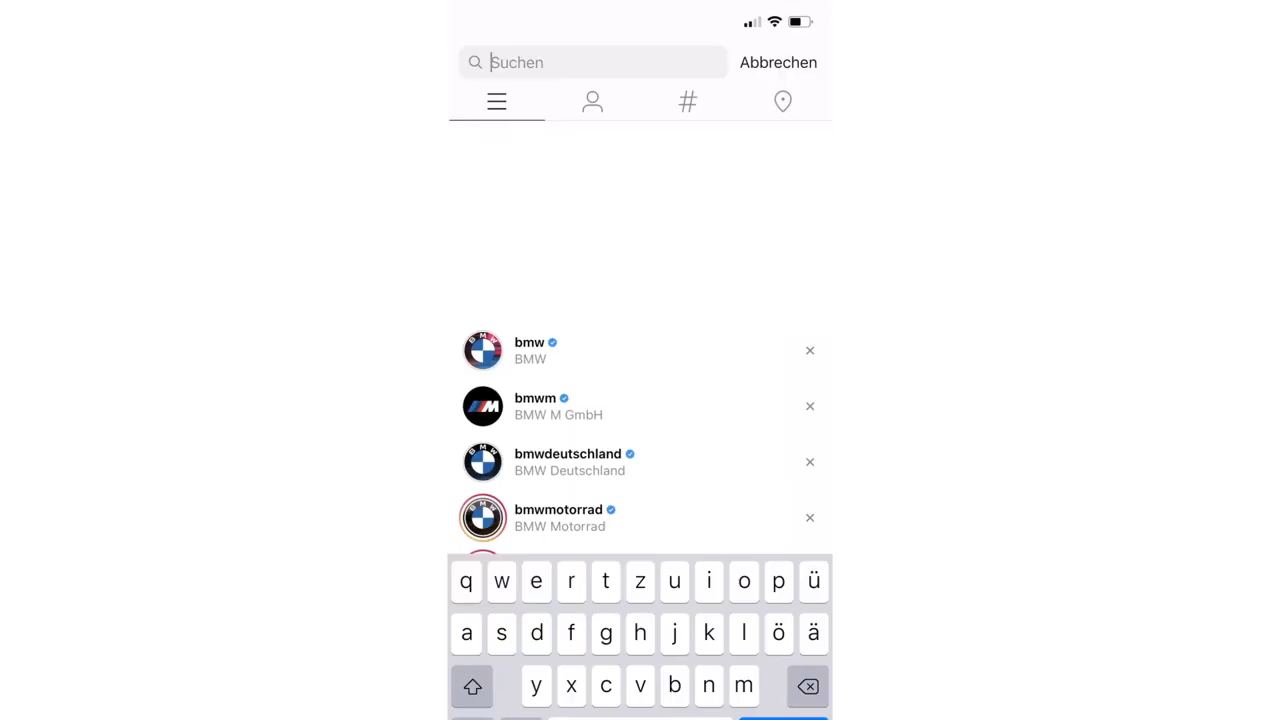 Suchen Abbrechen
#
bmw
BMW
bmwm
BMW M GmbH
bmwdeutschland
BMW Deutschland
bmwmotorrad
BMW Motorrad
q w e r t z u i o p ü
a s d f g h j k l ö ä
y x c v b n m